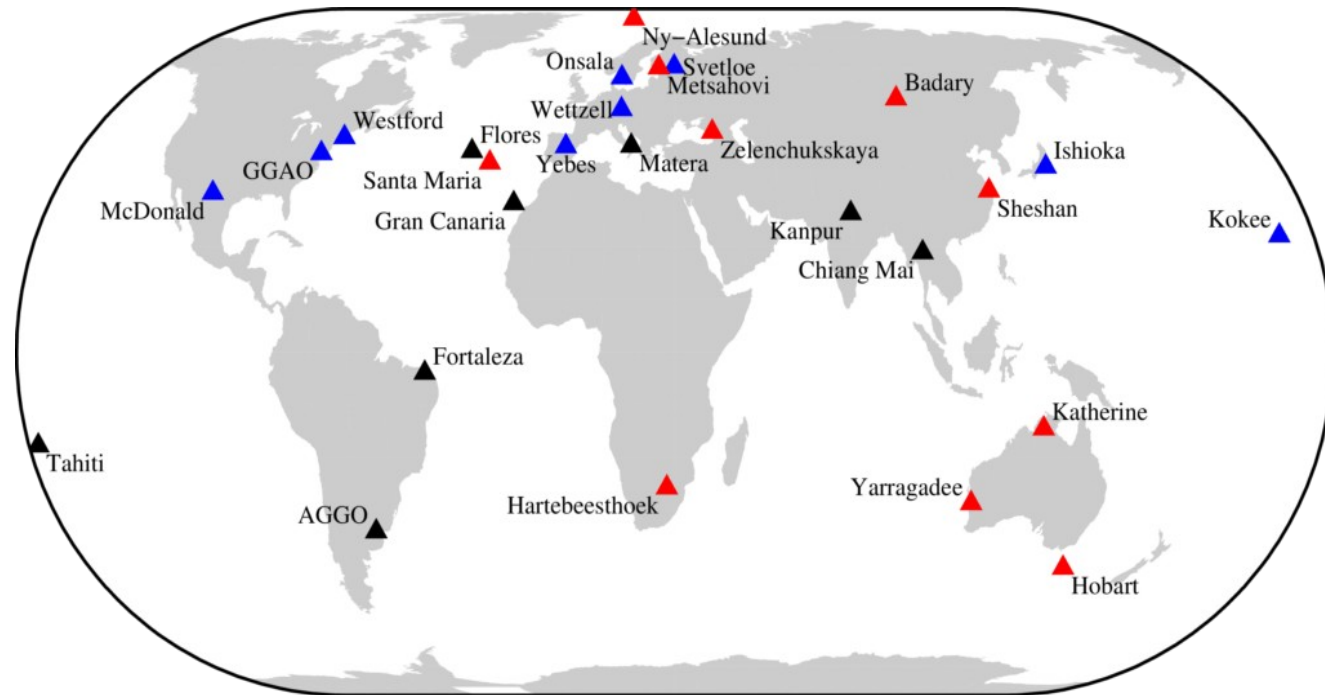 Ny-Alesund
Onsala
Svetloe
Metsahovi
Badary
Wettzell
Westford
Flores
Zelenchukskaya
Ishioka
GGAO
Yebes
Matera
Santa Maria
McDonald
Gran Canaria
Sheshan
Kokee
Kanpur
Chiang Mai
Fortaleza
Katherine
Tahiti
Yarragadee
Hartebeesthoek
AGGO
Hobart